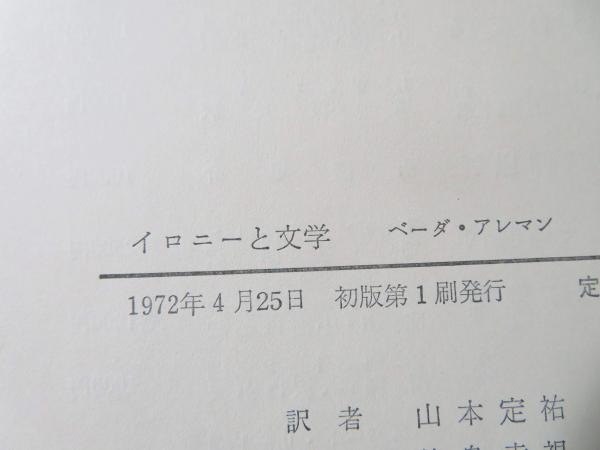 イロニーと文学 ベーダ・アレマン
1972年4月25日 初版第1刷発行 定
訳者 山本定祐